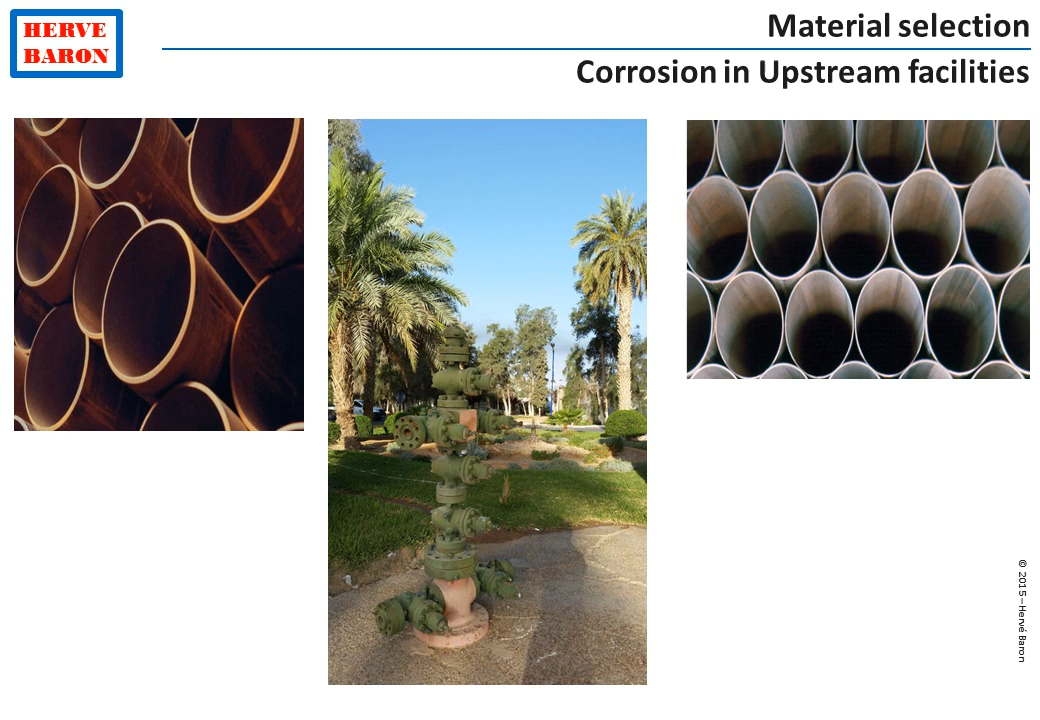 HERVE
BARON
Material selection
Corrosion in Upstream facilities
© 2015 – Hervé Baron